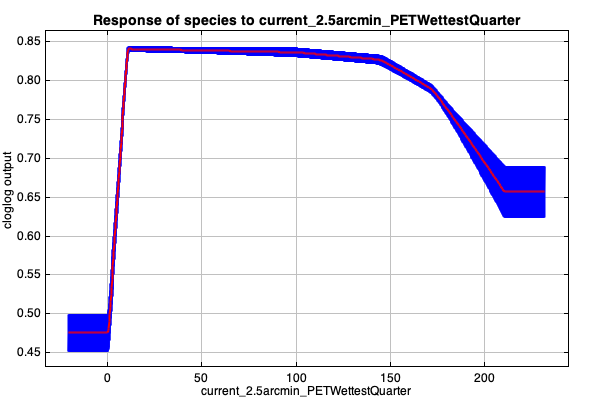 Response of species to current_2.5arcmin_PETWettestQuarter
cloglog output
0.85
0.80
0.75
0.70
0.65
0.60
0.55
0.50
0.45
0 50 100 150 200
current_2.5arcmin_PETWettestQuarter